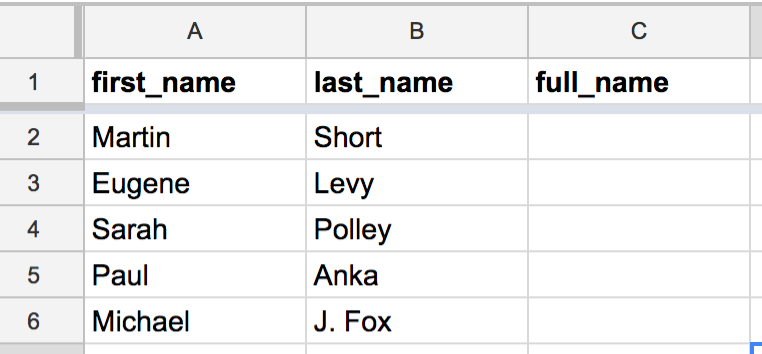 A B C
1 first_name last_name full_name
2 Martin Short
3 Eugene Levy
4 Sarah Polley
5 Paul Anka
6 Michael J. Fox